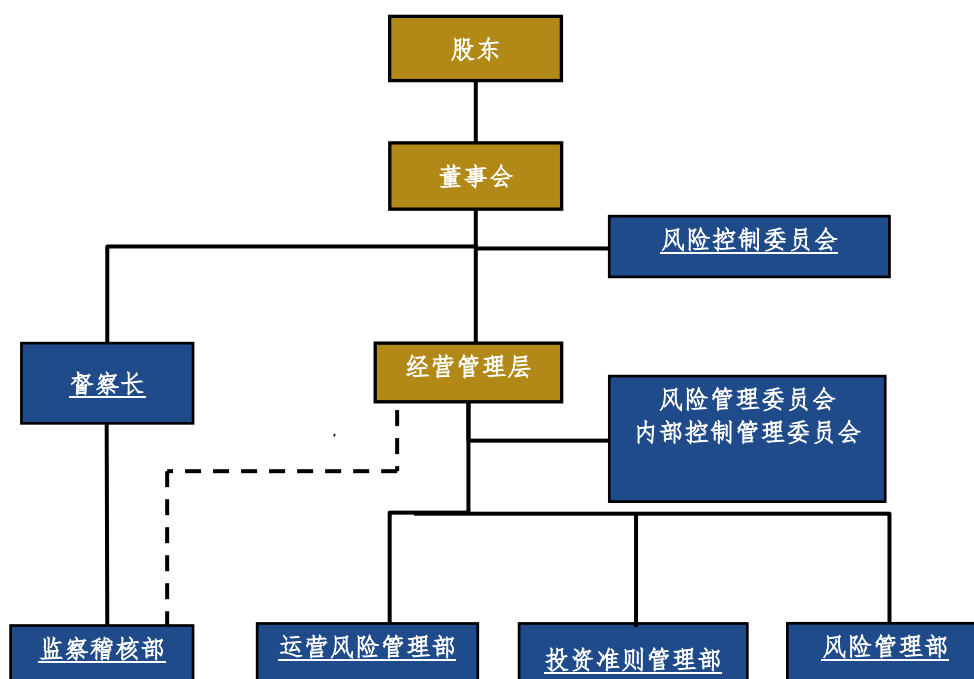 股东
董事会
风险控制委员会
督察长
经营管理层
风险管理委员会
内部控制管理委员会
监察稽核部
运营风险管理部
投资准则管理部
风险管理部